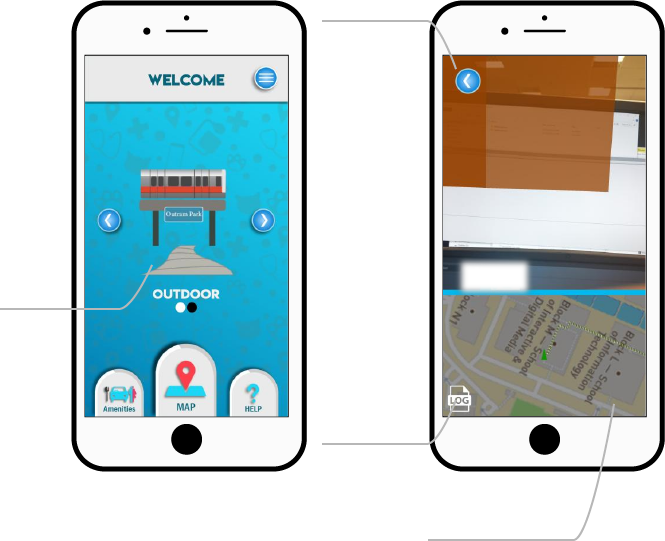 WELCOME
Outram Park
OUTDOOR
Amenities
MAP
HELP
Block N1
Block M – School
of Interactive &
Digital Media
Block L – School
of Information
Technology
LOG